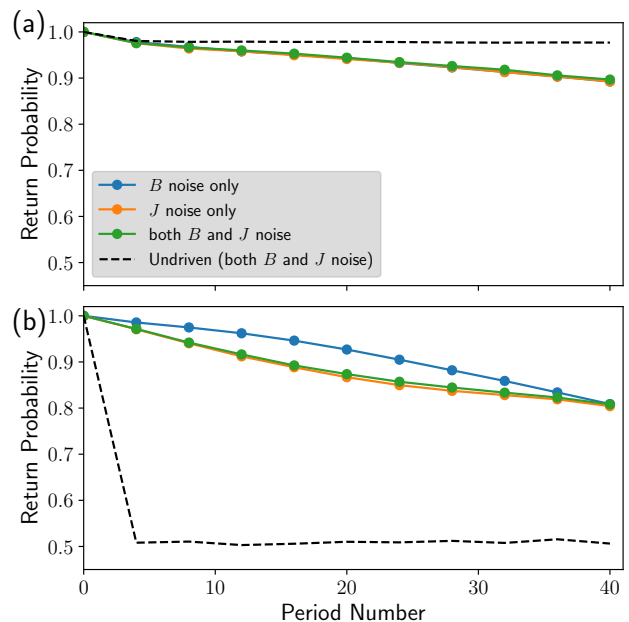 (a)
Return Probability
1.0
0.9
0.8
0.7
0.6
0.5
B noise only
J noise only
both B and J noise
Undriven (both B and J noise)
(b)
Return Probability
1.0
0.9
0.8
0.7
0.6
0.5
0 10 20 30 40
Period Number